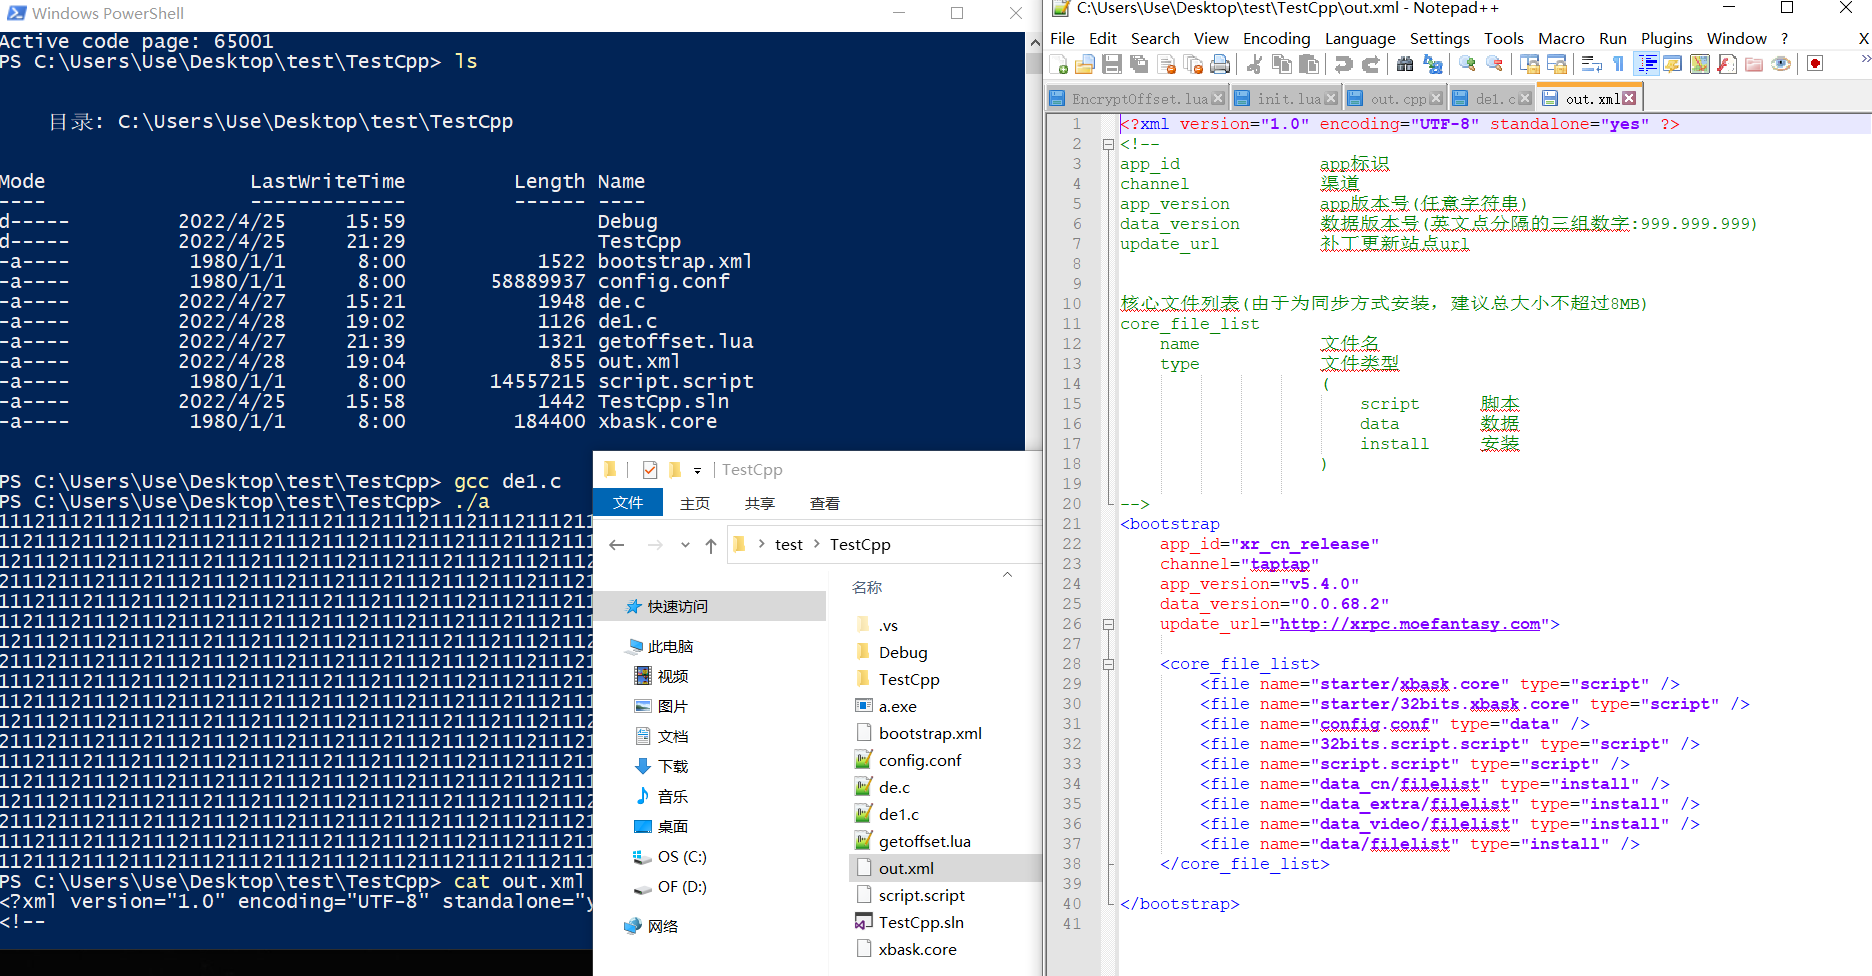 Windows PowerShell
Active code page: 65001
PS C:\Users\Use\Desktop\test\TestCpp> ls
目录: C:\Users\Use\Desktop\test\TestCpp
Mode LastWriteTime Length Name
---- ------------- ------ ----
d----- 2022/4/25 15:59 Debug
d----- 2022/4/25 21:29 TestCpp
-a---- 1980/1/1 8:00 1522 bootstrap.xml
-a---- 1980/1/1 8:00 58889937 config.conf
-a---- 2022/4/27 15:21 1948 de.c
-a---- 2022/4/28 19:02 1126 de1.c
-a---- 2022/4/27 21:39 1321 getoffset.lua
-a---- 2022/4/28 19:04 855 out.xml
-a---- 1980/1/1 8:00 14557215 script.script
-a---- 2022/4/25 15:58 1442 TestCpp.sln
-a---- 1980/1/1 8:00 184400 xbask.core
PS C:\Users\Use\Desktop\test\TestCpp> gcc de1.c
PS C:\Users\Use\Desktop\test\TestCpp> ./a
PS C:\Users\Use\Desktop\test\TestCpp> cat out.xml
<?xml version="1.0" encoding="UTF-8" standalone="y
<!--
TestCpp
文件 主页 共享 查看
test TestCpp
快速访问
此电脑
视频
图片
文档
下载
音乐
桌面
OS (C:)
OF (D:)
网络
名称
.vs
Debug
TestCpp
a.exe
bootstrap.xml
config.conf
de.c
de1.c
getoffset.lua
out.xml
script.script
TestCpp.sln
xbask.core
C:\Users\Use\Desktop\test\TestCpp\out.xml - Notepad++
File Edit Search View Encoding Language Settings Tools Macro Run Plugins Window ? X
EncryptOffset.lua init.lua out.cpp de1.c out.xml
1 <?xml version="1.0" encoding="UTF-8" standalone="yes" ?>
2 <!--
3 app_id app标识
4 channel 渠道
5 app_version app版本号(任意字符串)
6 data_version 数据版本号(英文点分隔的三组数字:999.999.999)
7 update_url 补丁更新站点url
8
9
10 核心文件列表(由于为同步方式安装，建议总大小不超过8MB)
11 core_file_list
12 name 文件名
13 type 文件类型
14 (
15 script 脚本
16 data 数据
17 install 安装
18 )
19
20 -->
21 <bootstrap
22 app_id="xr_cn_release"
23 channel="taptap"
24 app_version="v5.4.0"
25 data_version="0.0.68.2"
26 update_url="http://xrpc.moefantasy.com">
27
28 <core_file_list>
29 <file name="starter/xbask.core" type="script" />
30 <file name="starter/32bits.xbask.core" type="script" />
31 <file name="config.conf" type="data" />
32 <file name="32bits.script.script" type="script" />
33 <file name="script.script" type="script" />
34 <file name="data_cn/filelist" type="install" />
35 <file name="data_extra/filelist" type="install" />
36 <file name="data_video/filelist" type="install" />
37 <file name="data/filelist" type="install" />
38 </core_file_list>
39
40 </bootstrap>
41